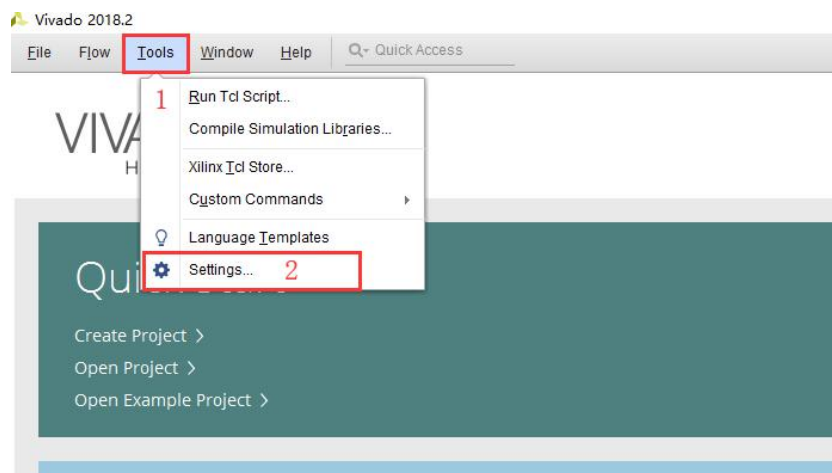 Vivado 2018.2
File Flow Tools Window Help Quick Access
1 Run Tcl Script...
Compile Simulation Libraries...
VIVA
H
Xilinx Tcl Store...
Custom Commands
Language Templates
Settings... 2
Create Project
Open Project
Open Example Project